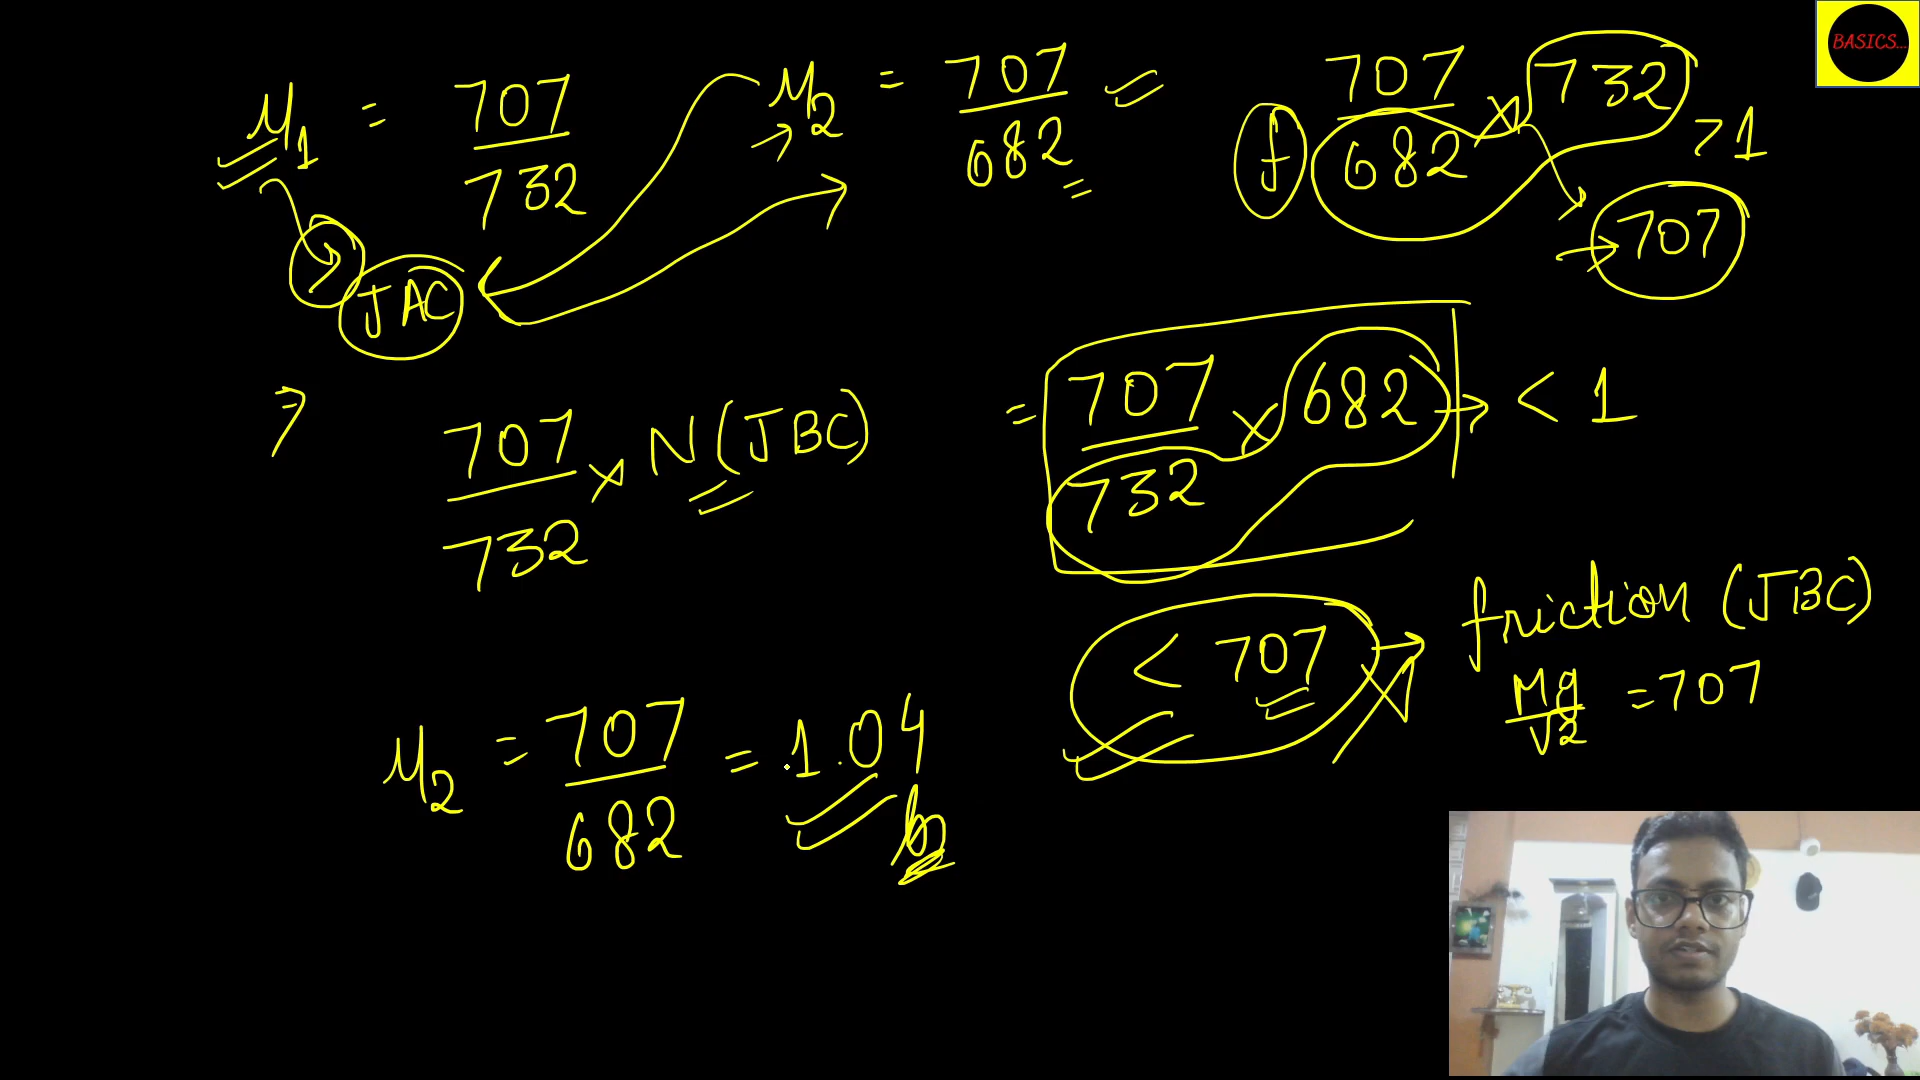 BASICS...
μ₁ = 707/732
μ₂ = 707/682
f 707/682 × 732 > 1
707
> JAC
⇒ 707/732 × N(JBC) = 707/732 × 682 → < 1
< 707 → friction (JBC)
Mg/√2 = 707
μ₂ = 707/682 = 1.04
b